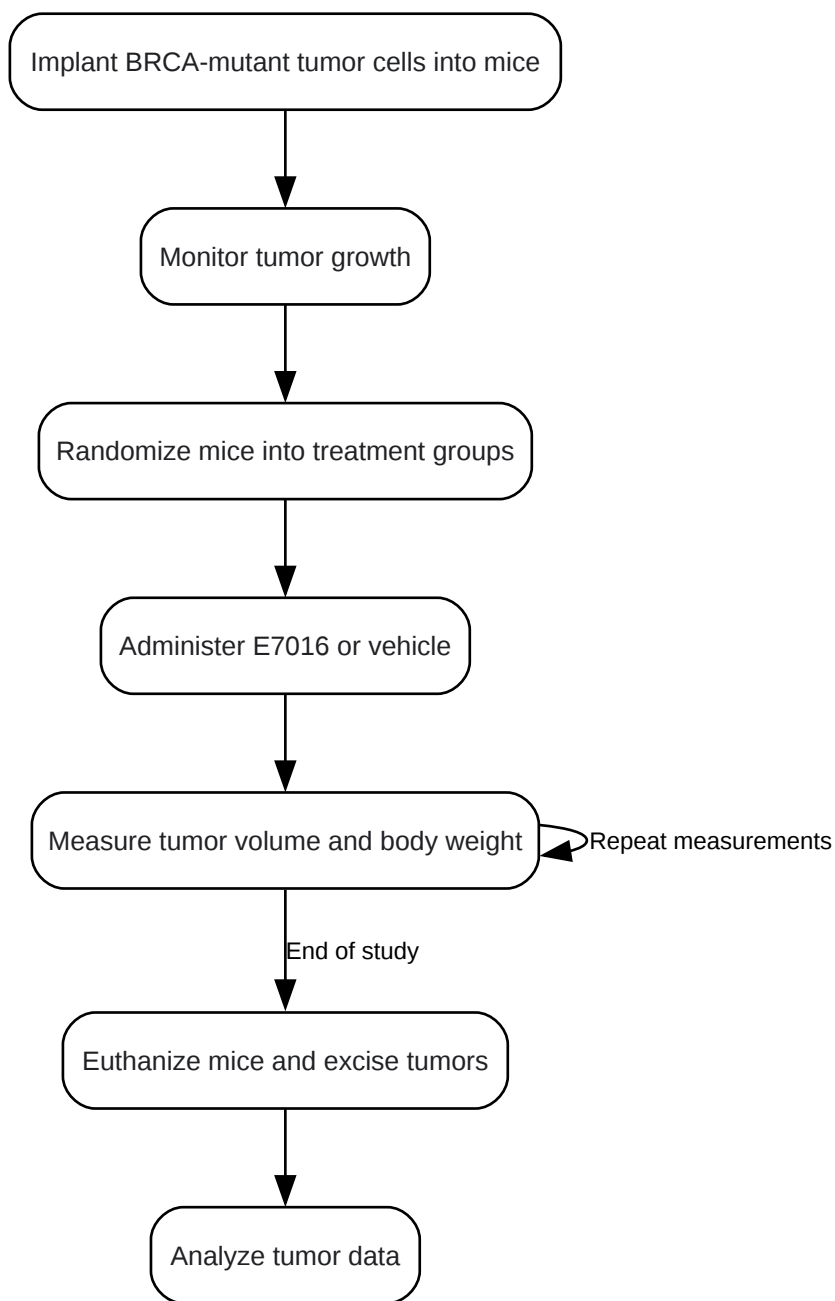 Implant BRCA-mutant tumor cells into mice
Monitor tumor growth
Randomize mice into treatment groups
Administer E7016 or vehicle
Measure tumor volume and body weight
Repeat measurements
End of study
Euthanize mice and excise tumors
Analyze tumor data